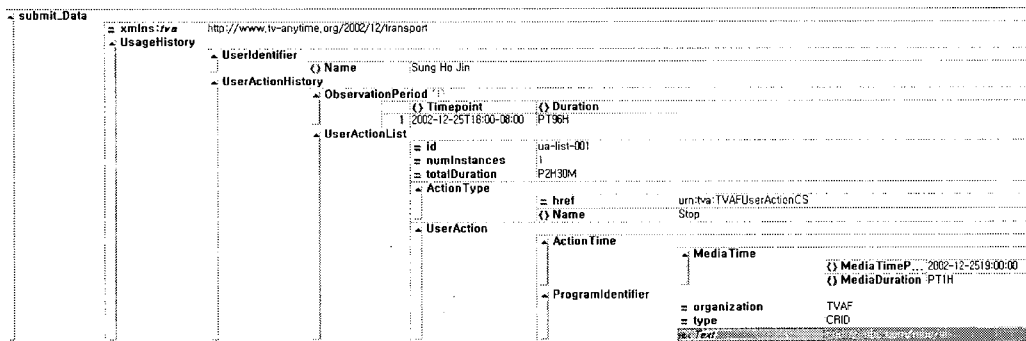 submit_Data
= xmlns:tva http://www.tv-anytime.org/2002/12/transport
UsageHistory
UserIdentifier
() Name Sung Ho Jin
UserActionHistory
ObservationPeriod
() Timepoint () Duration
1 2002-12-25T18:00-08:00 PT96H
UserActionList
= id ua-list-001
= numInstances 1
= totalDuration P2H30M
ActionType
= href urn:tva:TVAFUserActionCS
() Name Stop
UserAction
ActionTime
MediaTime
() MediaTimeP... 2002-12-2519:00:00
() MediaDuration PT1H
ProgramIdentifier
= organization TVAF
= type CRID
Text